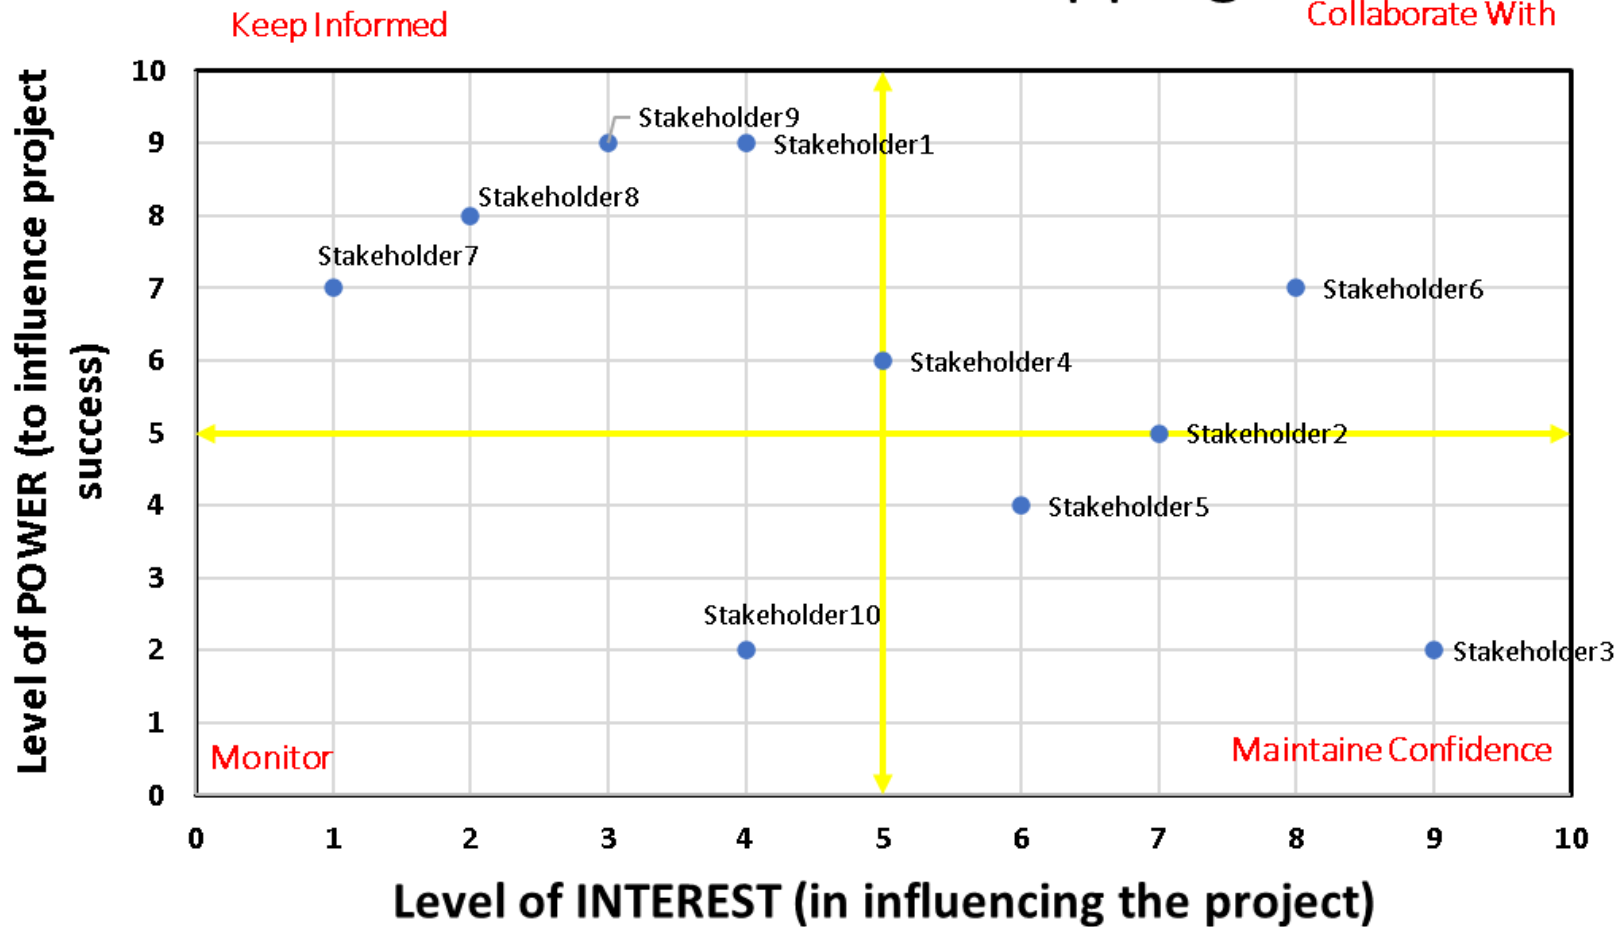 Keep Informed
Collaborate With
Level of POWER (to influence project
success)
10
9
8
7
6
5
4
3
2
1
0
Stakeholder9
Stakeholder1
Stakeholder8
Stakeholder7
Stakeholder6
Stakeholder4
Stakeholder2
Stakeholder5
Stakeholder10
Stakeholder3
Monitor
Maintaine Confidence
0 1 2 3 4 5 6 7 8 9 10
Level of INTEREST (in influencing the project)